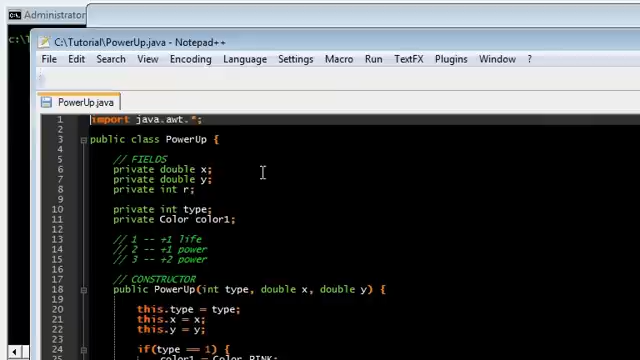 Administrator
c:\T
C:\Tutorial\PowerUp.java - Notepad++
File Edit Search View Encoding Language Settings Macro Run TextFX Plugins Window ?
PowerUp.java
1 import java.awt.*;
2
3 public class PowerUp {
4
5 // FIELDS
6 private double x;
7 private double y;
8 private int r;
9
10 private int type;
11 private Color color1;
12
13 // 1 -- +1 life
14 // 2 -- +1 power
15 // 3 -- +2 power
16
17 // CONSTRUCTOR
18 public PowerUp(int type, double x, double y) {
19
20 this.type = type;
21 this.x = x;
22 this.y = y;
23
24 if(type == 1) {
25 color1 = Color.PINK;